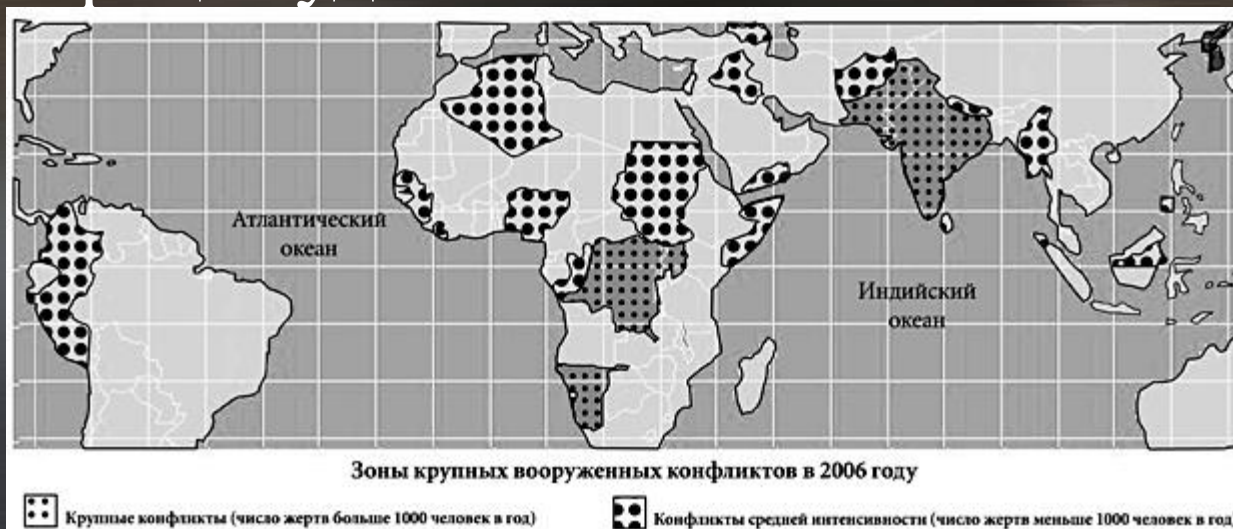 Атлантический
океан
Индийский
океан
Зоны крупных вооруженных конфликтов в 2006 году
Крупные конфликты (число жертв больше 1000 человек в год)
Конфликты средней интенсивности (число жертв меньше 1000 человек в год